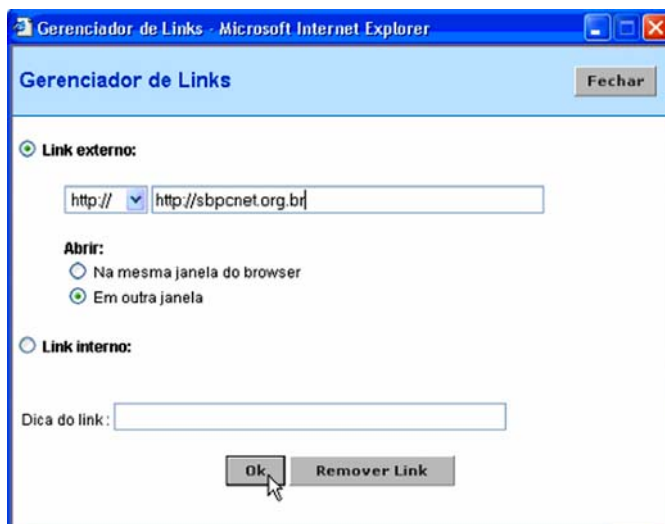 Gerenciador de Links - Microsoft Internet Explorer
Gerenciador de Links
Fechar
Link externo:
http:// http://sbpcnet.org.br
Abrir:
Na mesma janela do browser
Em outra janela
Link interno:
Dica do link :
Ok Remover Link